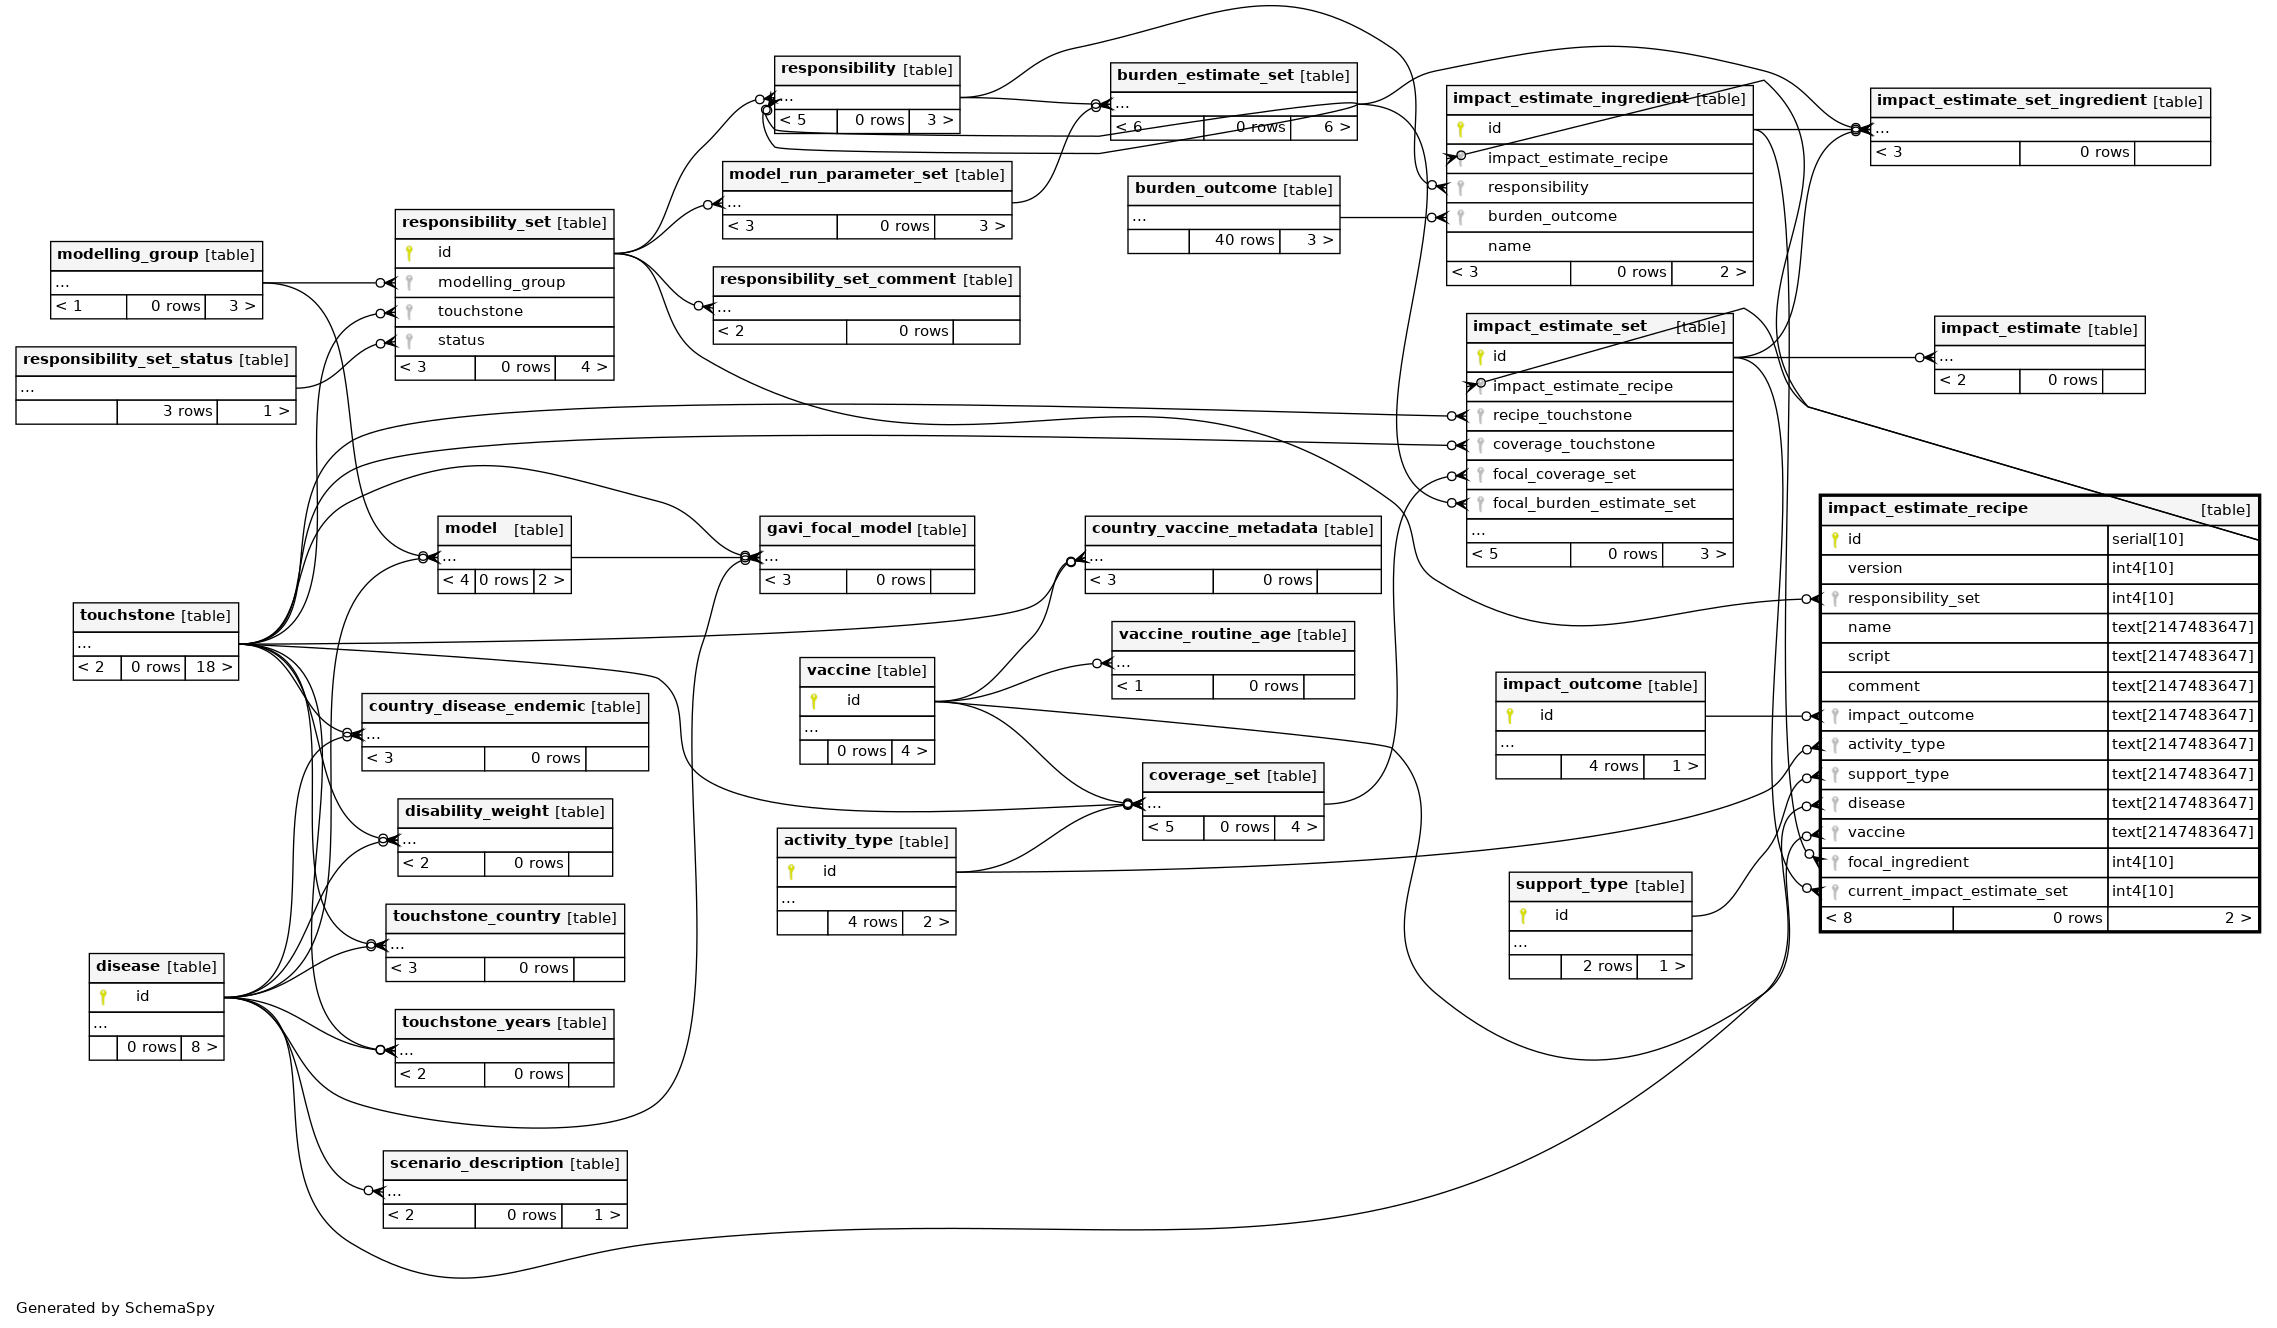 responsibility [table]
...
< 5 0 rows 3 >
burden_estimate_set [table]
...
< 6 0 rows 6 >
impact_estimate_ingredient [table]
id
impact_estimate_recipe
responsibility
burden_outcome
name
< 3 0 rows 2 >
impact_estimate_set_ingredient [table]
...
< 3 0 rows
model_run_parameter_set [table]
...
< 3 0 rows 3 >
burden_outcome [table]
...
40 rows 3 >
responsibility_set [table]
id
modelling_group
touchstone
status
< 3 0 rows 4 >
modelling_group [table]
...
< 1 0 rows 3 >
responsibility_set_comment [table]
...
< 2 0 rows
responsibility_set_status [table]
...
3 rows 1 >
impact_estimate_set [table]
id
impact_estimate_recipe
recipe_touchstone
coverage_touchstone
focal_coverage_set
focal_burden_estimate_set
...
< 5 0 rows 3 >
impact_estimate [table]
...
< 2 0 rows
model [table]
...
< 4 0 rows 2 >
gavi_focal_model [table]
...
< 3 0 rows
country_vaccine_metadata [table]
...
< 3 0 rows
impact_estimate_recipe [table]
id serial[10]
version int4[10]
responsibility_set int4[10]
name text[2147483647]
script text[2147483647]
comment text[2147483647]
impact_outcome text[2147483647]
activity_type text[2147483647]
support_type text[2147483647]
disease text[2147483647]
vaccine text[2147483647]
focal_ingredient int4[10]
current_impact_estimate_set int4[10]
< 8 0 rows 2 >
touchstone [table]
...
< 2 0 rows 18 >
vaccine_routine_age [table]
...
< 1 0 rows
vaccine [table]
id
...
0 rows 4 >
impact_outcome [table]
id
...
4 rows 1 >
country_disease_endemic [table]
...
< 3 0 rows
coverage_set [table]
...
< 5 0 rows 4 >
disability_weight [table]
...
< 2 0 rows
activity_type [table]
id
...
4 rows 2 >
support_type [table]
id
...
2 rows 1 >
touchstone_country [table]
...
< 3 0 rows
disease [table]
id
...
0 rows 8 >
touchstone_years [table]
...
< 2 0 rows
scenario_description [table]
...
< 2 0 rows 1 >
Generated by SchemaSpy